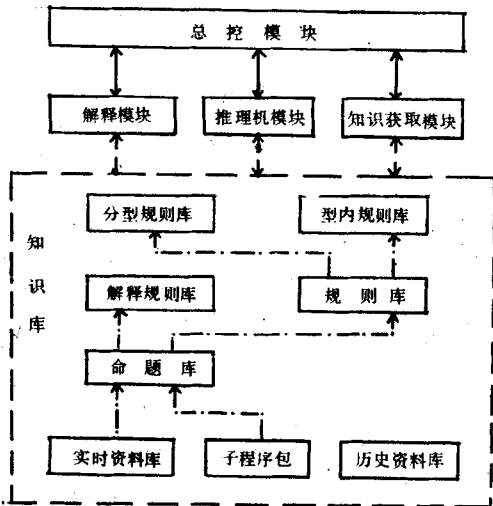 总控模块
解释模块
推理机模块
知识获取模块
分型规则库
型内规则库
知识库
解释规则库
规则库
命题库
实时资料库
子程序包
历史资料库